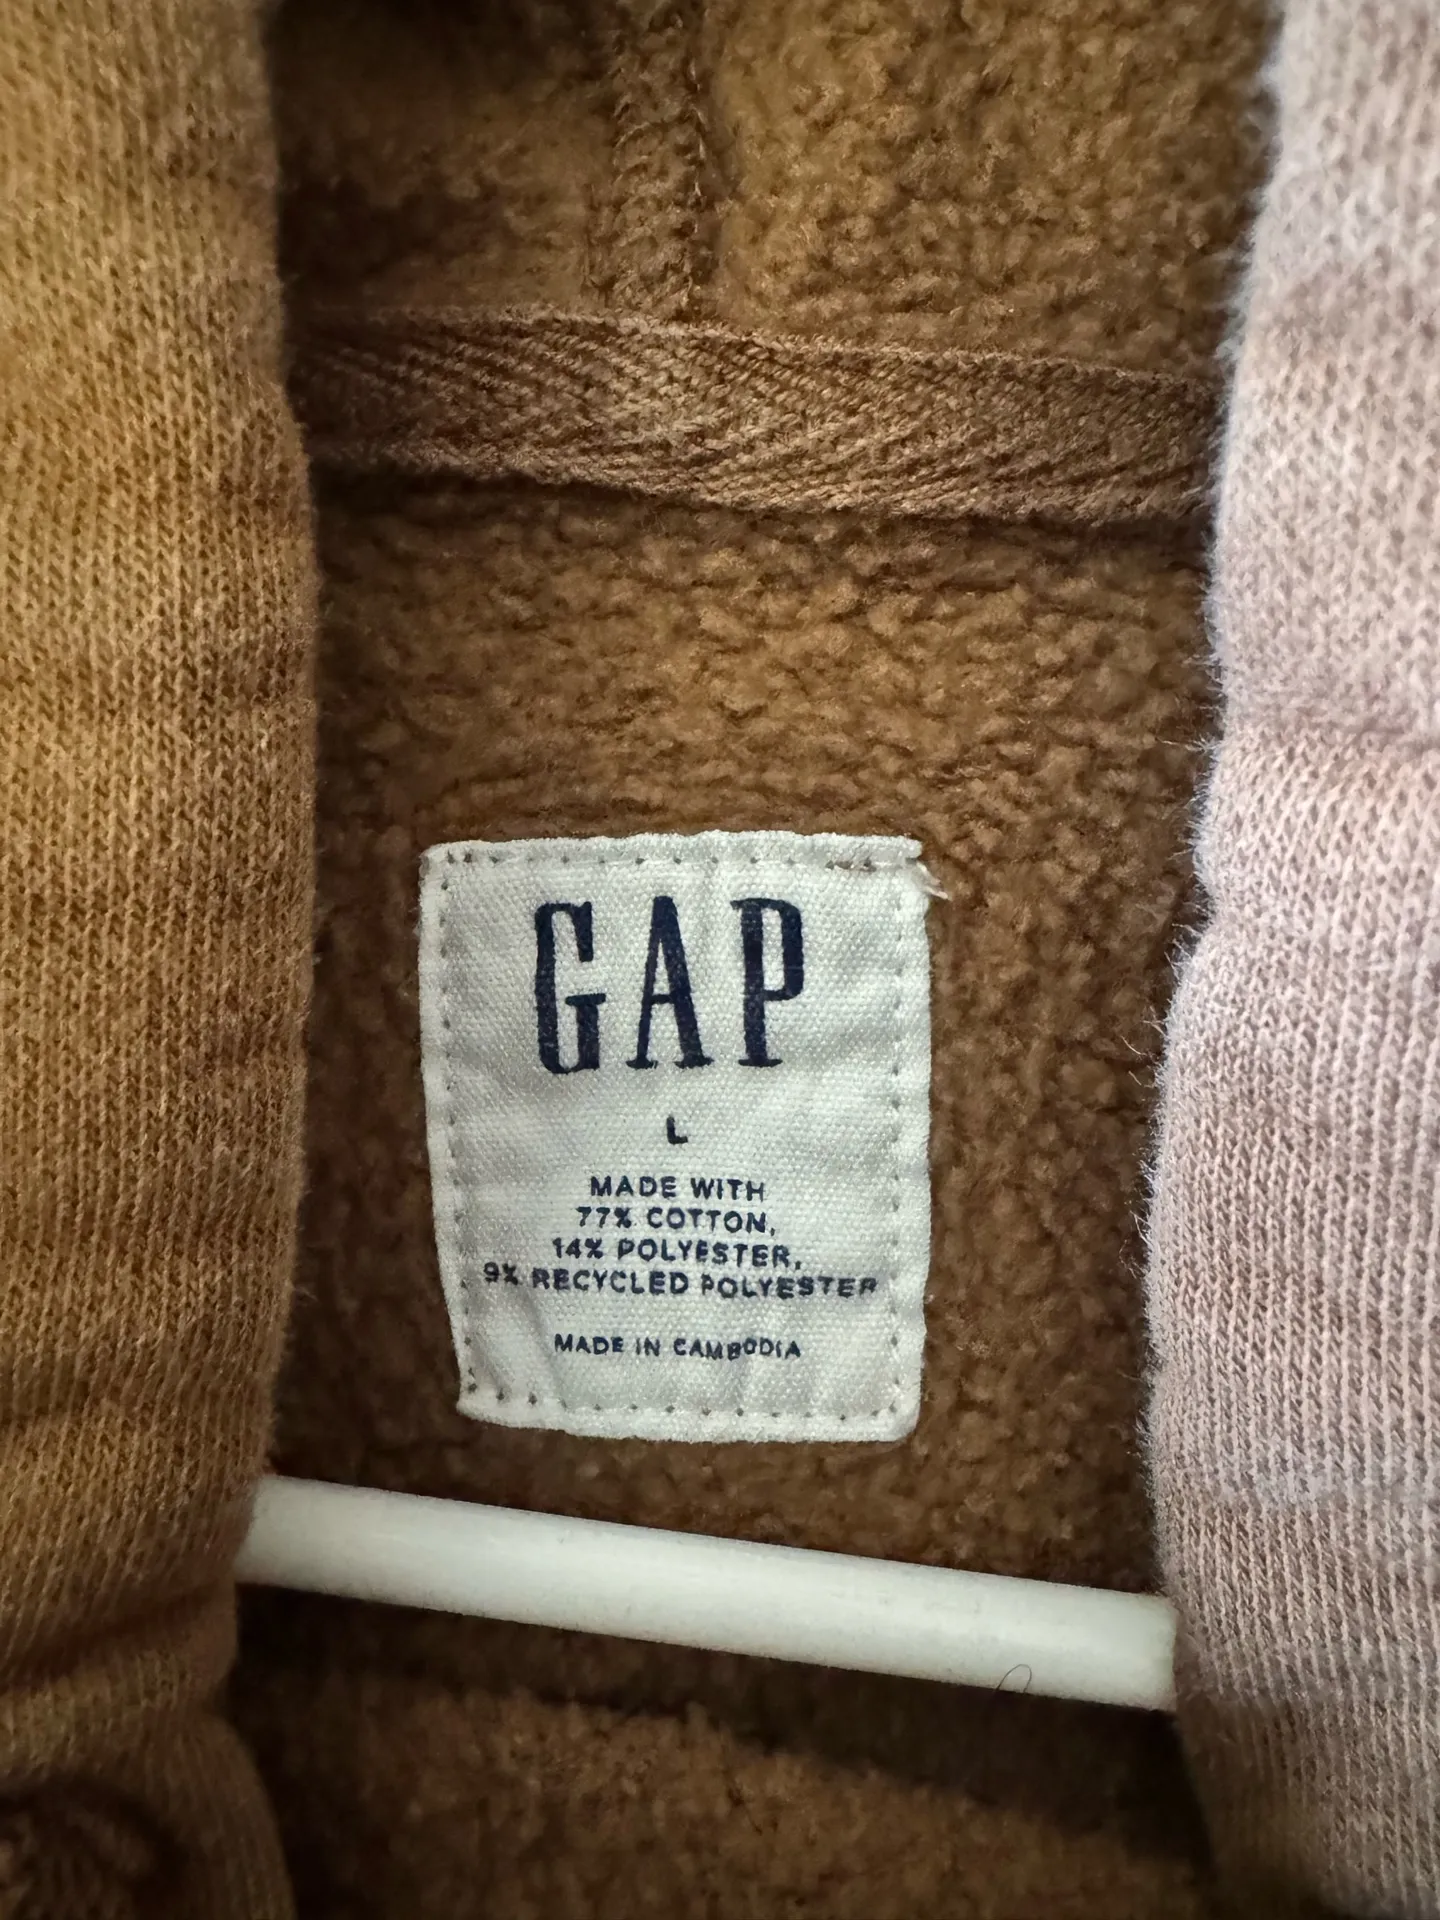 GAP
L
MADE WITH
77% COTTON,
14% POLYESTER,
9% RECYCLED POLYESTER
MADE IN CAMBODIA